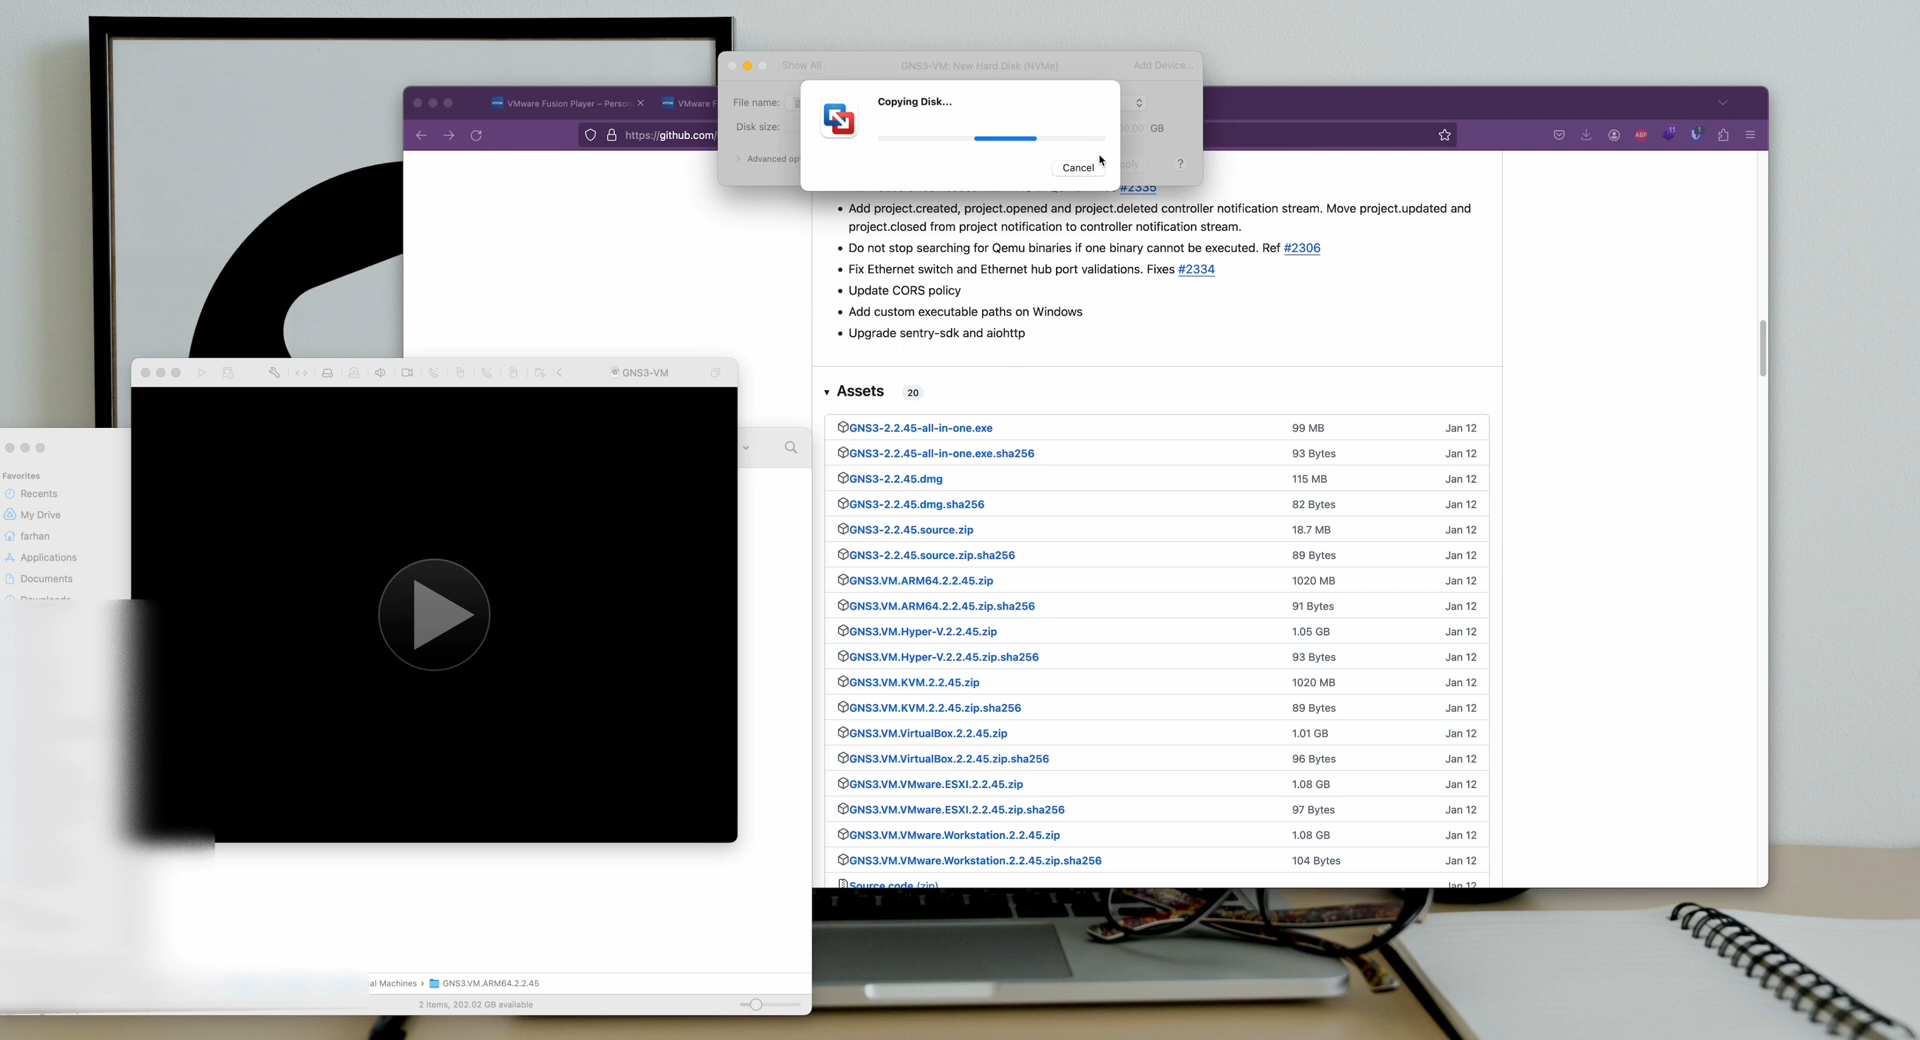 Show All
GNS3-VM: New Hard Disk (NVMe)
Add Device...
File name:
Disk size:
GB
Advanced
?
Copying Disk...
Cancel
VMware Fusion Player – Person
VMware F
https://github.com/
ABP
11
1
#2335
• Add project.created, project.opened and project.deleted controller notification stream. Move project.updated and
project.closed from project notification to controller notification stream.
• Do not stop searching for Qemu binaries if one binary cannot be executed. Ref #2306
• Fix Ethernet switch and Ethernet hub port validations. Fixes #2334
• Update CORS policy
• Add custom executable paths on Windows
• Upgrade sentry-sdk and aiohttp
Assets 20
GNS3-2.2.45-all-in-one.exe 99 MB Jan 12
GNS3-2.2.45-all-in-one.exe.sha256 93 Bytes Jan 12
GNS3-2.2.45.dmg 115 MB Jan 12
GNS3-2.2.45.dmg.sha256 82 Bytes Jan 12
GNS3-2.2.45.source.zip 18.7 MB Jan 12
GNS3-2.2.45.source.zip.sha256 89 Bytes Jan 12
GNS3.VM.ARM64.2.2.45.zip 1020 MB Jan 12
GNS3.VM.ARM64.2.2.45.zip.sha256 91 Bytes Jan 12
GNS3.VM.Hyper-V.2.2.45.zip 1.05 GB Jan 12
GNS3.VM.Hyper-V.2.2.45.zip.sha256 93 Bytes Jan 12
GNS3.VM.KVM.2.2.45.zip 1020 MB Jan 12
GNS3.VM.KVM.2.2.45.zip.sha256 89 Bytes Jan 12
GNS3.VM.VirtualBox.2.2.45.zip 1.01 GB Jan 12
GNS3.VM.VirtualBox.2.2.45.zip.sha256 96 Bytes Jan 12
GNS3.VM.VMware.ESXI.2.2.45.zip 1.08 GB Jan 12
GNS3.VM.VMware.ESXI.2.2.45.zip.sha256 97 Bytes Jan 12
GNS3.VM.VMware.Workstation.2.2.45.zip 1.08 GB Jan 12
GNS3.VM.VMware.Workstation.2.2.45.zip.sha256 104 Bytes Jan 12
Source code (zip) Jan 12
GNS3-VM
Favorites
Recents
My Drive
farhan
Applications
Documents
Downloads
al Machines › GNS3.VM.ARM64.2.2.45
2 items, 202.02 GB available